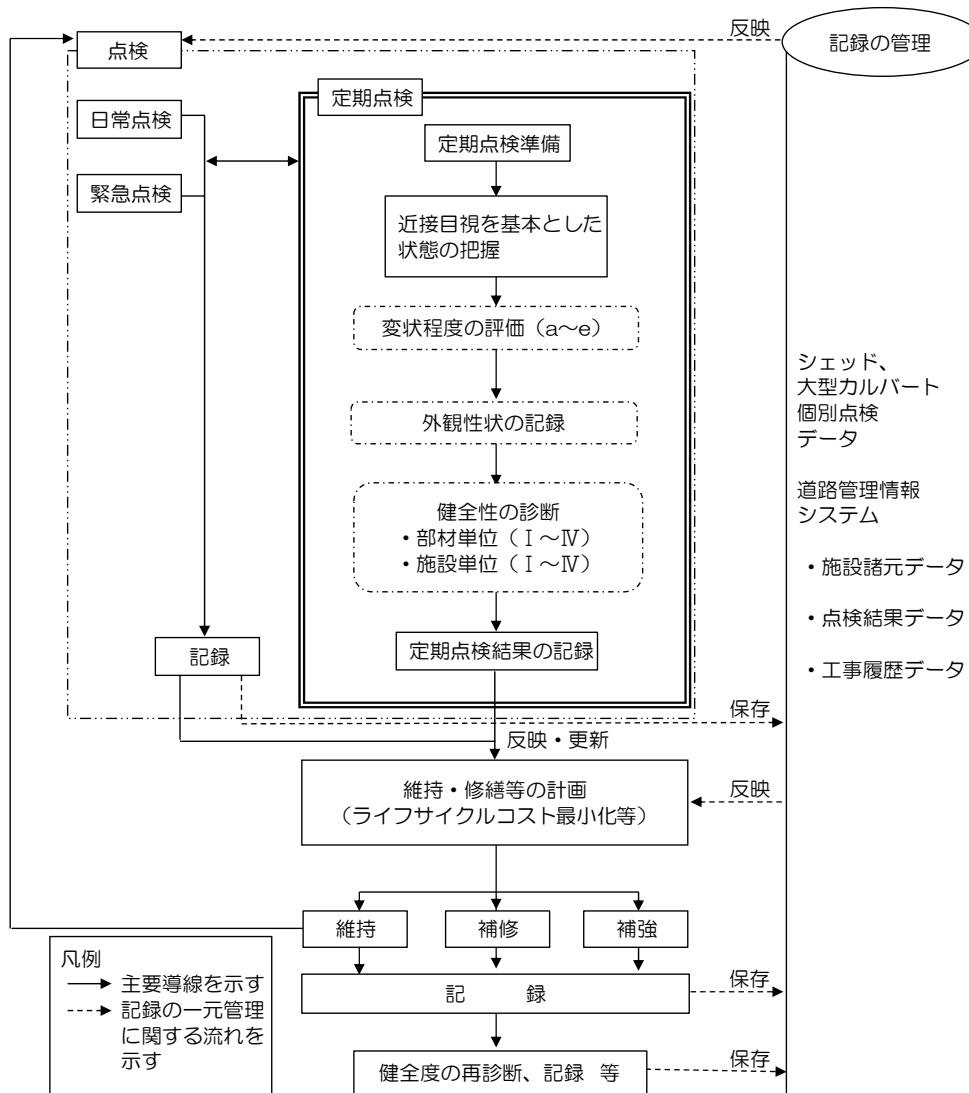 点検
反映
記録の管理
定期点検
日常点検
緊急点検
定期点検準備
近接目視を基本とした
状態の把握
変状程度の評価（a～e）
外観性状の記録
健全性の診断
・部材単位（Ⅰ～Ⅳ）
・施設単位（Ⅰ～Ⅳ）
定期点検結果の記録
記録
シェッド、
大型カルバート
個別点検
データ
道路管理情報
システム
・施設諸元データ
・点検結果データ
・工事履歴データ
保存
反映・更新
維持・修繕等の計画
（ライフサイクルコスト最小化等）
反映
維持
補修
補強
記　録
保存
健全度の再診断、記録 等
保存
凡例
主要導線を示す
記録の一元管理
に関する流れを
示す